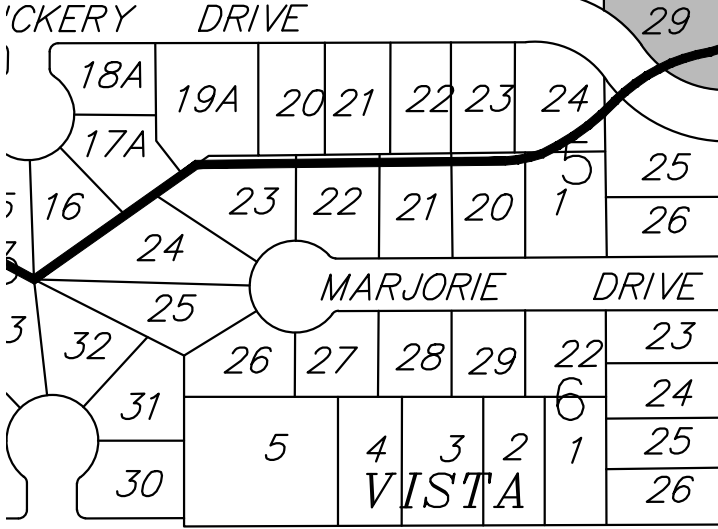 'CKERY DRIVE 29
18A
19A 20 21 22 23 24
17A
5 25
16 23 22 21 20 1 26
24
MARJORIE DRIVE
25
3 32 26 27 28 29 22 23
31 6 24
5 4 3 2 1 25
30 VISTA 26